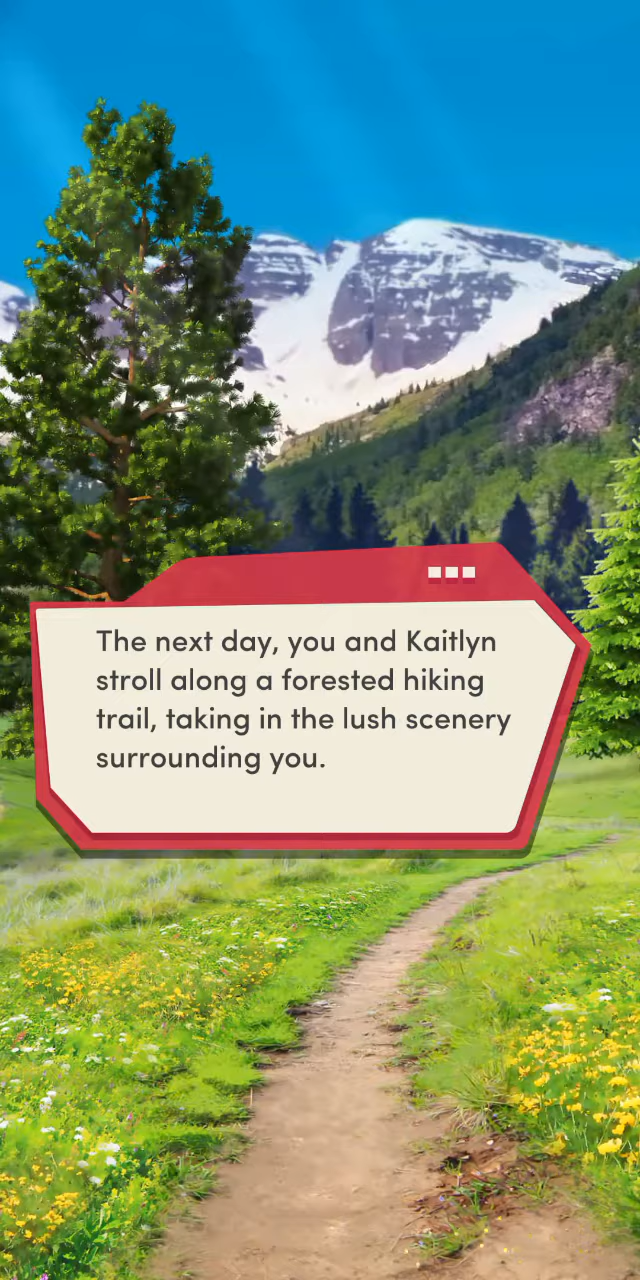 The next day, you and Kaitlyn
stroll along a forested hiking
trail, taking in the lush scenery
surrounding you.